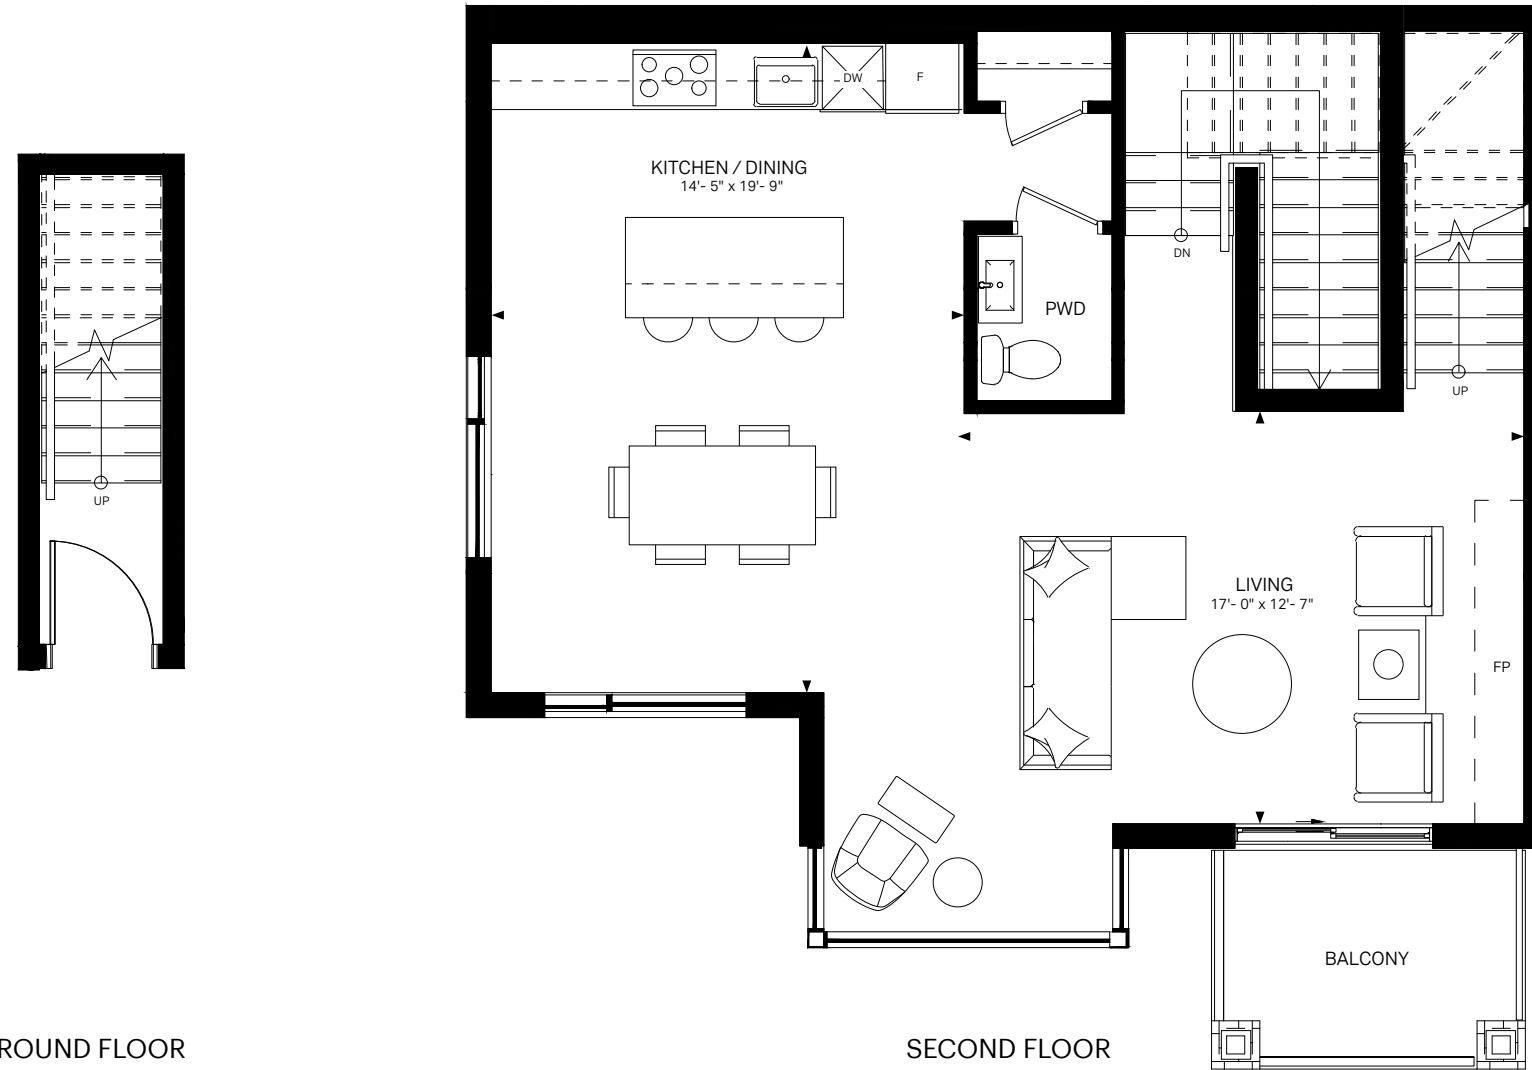 DW
F
KITCHEN / DINING
14'- 5" x 19'- 9"
DN
PWD
UP
UP
LIVING
17'- 0" x 12'- 7"
FP
BALCONY
ROUND FLOOR
SECOND FLOOR